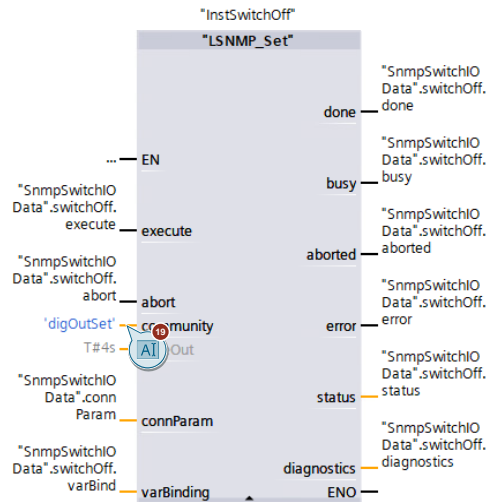 "InstSwitchOff"
"LSNMP_Set"
"SnmpSwitchIO
Data".switchOff.
done
done
... EN
"SnmpSwitchIO
Data".switchOff.
busy
busy
"SnmpSwitchIO
Data".switchOff.
execute
execute
"SnmpSwitchIO
Data".switchOff.
aborted
aborted
"SnmpSwitchIO
Data".switchOff.
abort
abort
'digOutSet'
19
"SnmpSwitchIO
Data".switchOff.
error
error
T#4s
AI
Out
"SnmpSwitchIO
Data".switchOff.
status
status
"SnmpSwitchIO
Data".conn
Param
connParam
"SnmpSwitchIO
Data".switchOff.
diagnostics
diagnostics
"SnmpSwitchIO
Data".switchOff.
varBind
varBinding
ENO